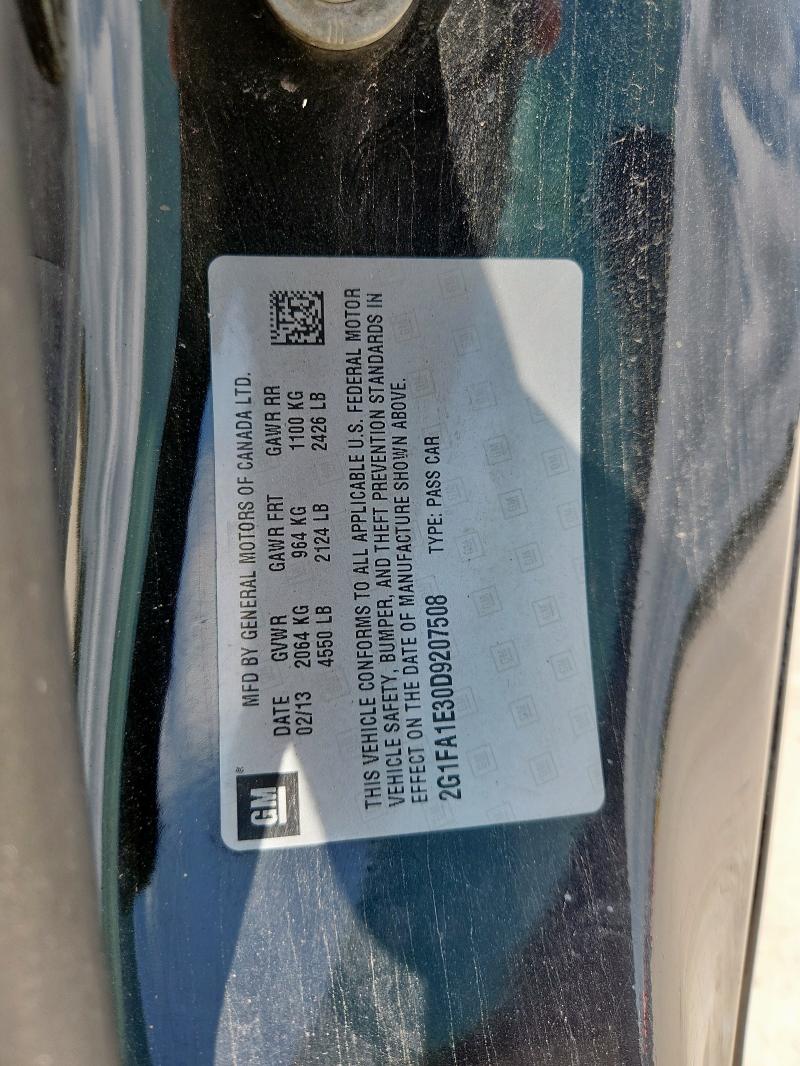 GM®
MFD BY GENERAL MOTORS OF CANADA LTD.
DATE GVWR GAWR FRT GAWR RR
02/13 2064 KG 964 KG 1100 KG
4550 LB 2124 LB 2426 LB
THIS VEHICLE CONFORMS TO ALL APPLICABLE U.S. FEDERAL MOTOR
VEHICLE SAFETY, BUMPER, AND THEFT PREVENTION STANDARDS IN
EFFECT ON THE DATE OF MANUFACTURE SHOWN ABOVE.
2G1FA1E30D9207508 TYPE: PASS CAR